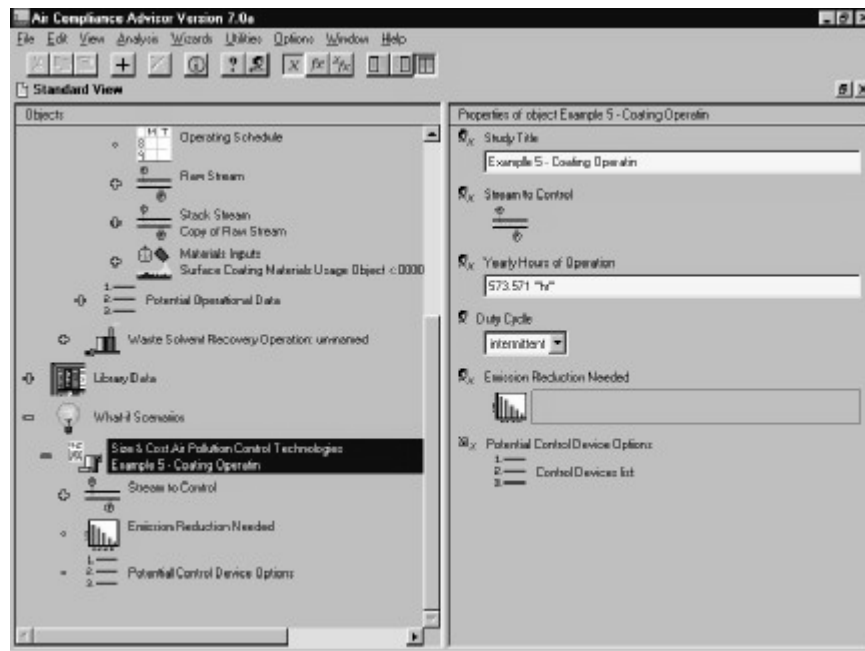 Air Compliance Advisor Version 7.0a
File Edit View Analysis Wizards Utilities Options Window Help
Standard View
Objects
Operating Schedule
Raw Stream
Stack Stream
Copy of Raw Stream
Materials Inputs
Surface Coating Materials Usage Object <0000
Potential Operational Data
Waste Solvent Recovery Operation: unnamed
Library Data
What-if Scenarios
Size & Cost Air Pollution Control Technologies
Example 5 - Coating Operatin
Stream to Control
Emission Reduction Needed
Potential Control Device Options
Properties of object Example 5 - Coating Operatin
Study Title
Example 5 - Coating Operatin
Stream to Control
Yearly Hours of Operation
573.571 "hr"
Duty Cycle
intermittent
Emission Reduction Needed
Potential Control Device Options
Control Devices list